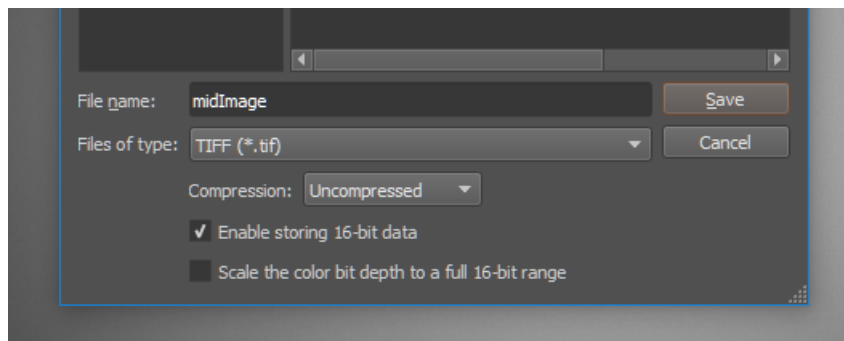 File name: midImage Save
Files of type: TIFF (*.tif) Cancel
Compression: Uncompressed
Enable storing 16-bit data
Scale the color bit depth to a full 16-bit range